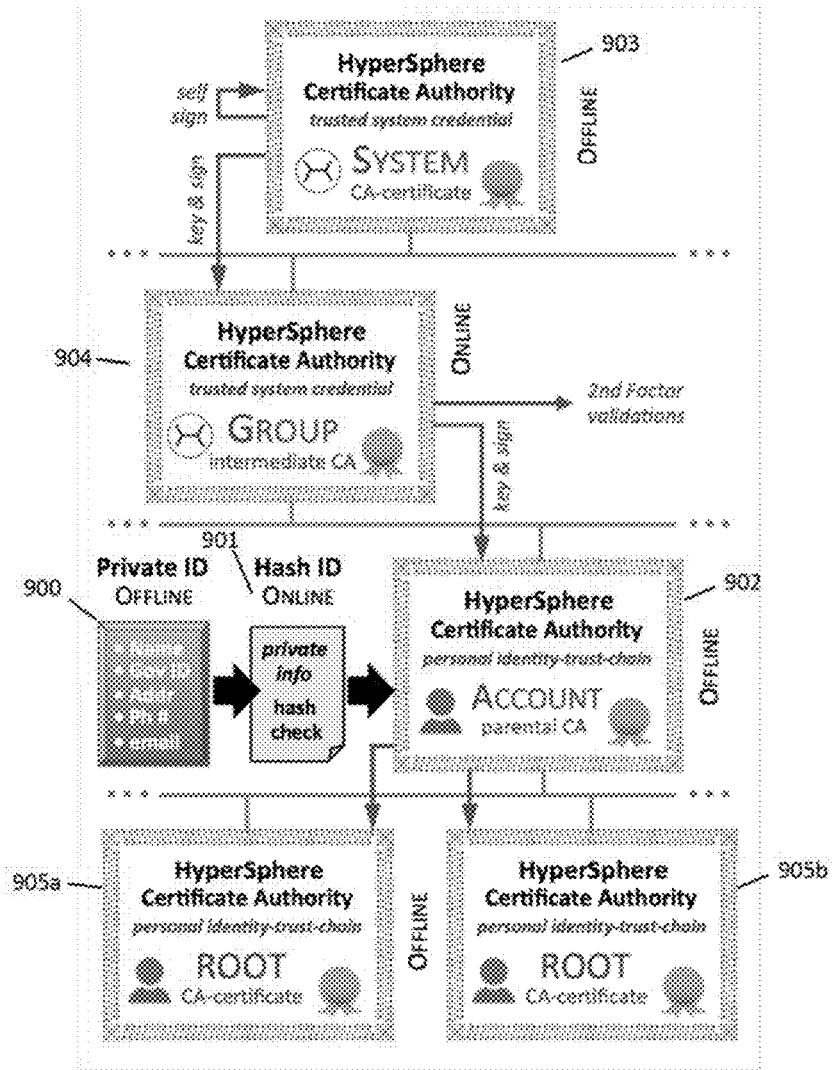 903
HyperSphere
Certificate Authority
trusted system credential
SYSTEM
CA-certificate
OFFLINE
self
sign
key & sign
HyperSphere
Certificate Authority
trusted system credential
GROUP
intermediate CA
904
ONLINE
2nd Factor
validations
key & sign
901
Private ID
OFFLINE
Hash ID
ONLINE
900
• Name
• Addr
• Ph #
• email
private
info
hash
check
902
HyperSphere
Certificate Authority
personal identity-trust-chain
ACCOUNT
parental CA
OFFLINE
905a
HyperSphere
Certificate Authority
personal identity-trust-chain
ROOT
CA-certificate
OFFLINE
HyperSphere
Certificate Authority
personal identity-trust-chain
ROOT
CA-certificate
905b